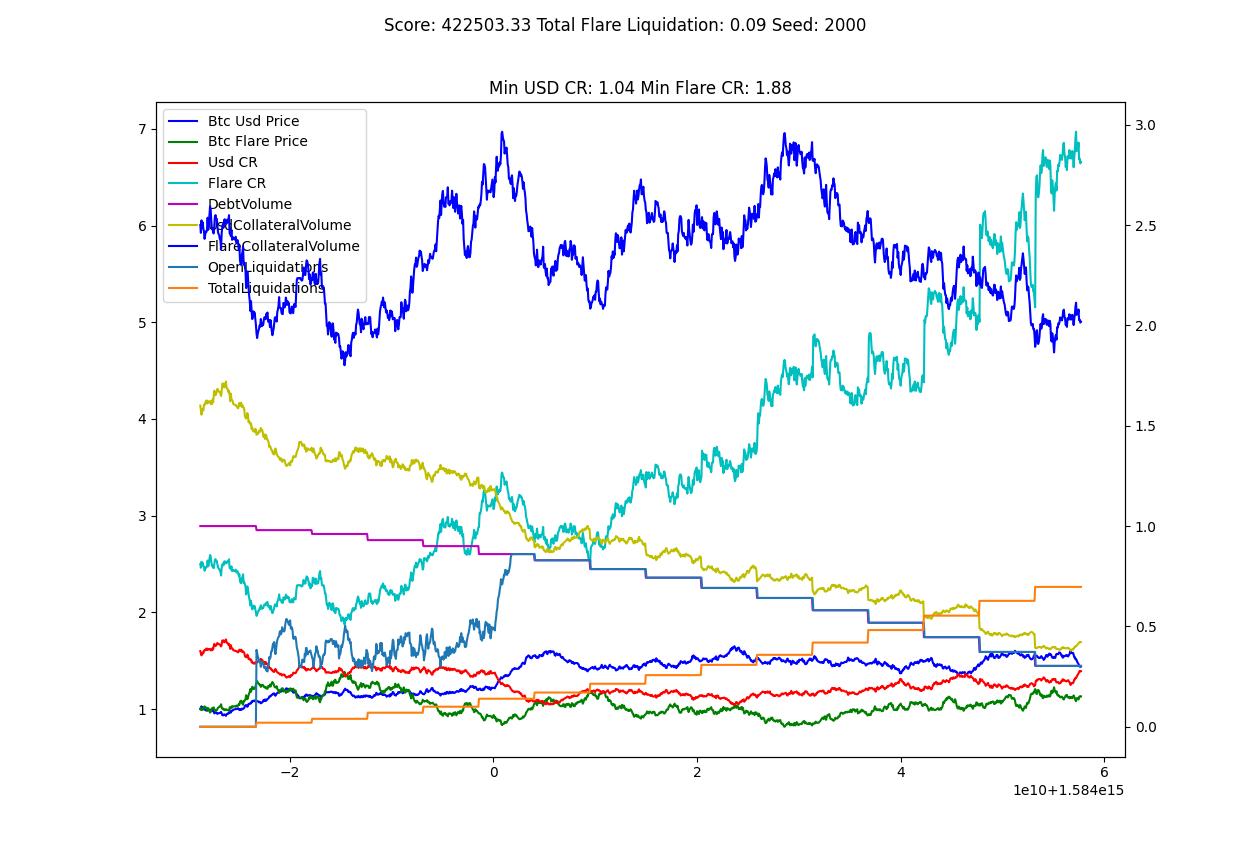 Score: 422503.33 Total Flare Liquidation: 0.09 Seed: 2000
Min USD CR: 1.04 Min Flare CR: 1.88
Btc Usd Price
Btc Flare Price
Usd CR
Flare CR
DebtVolume
UsdCollateralVolume
FlareCollateralVolume
OpenLiquidations
TotalLiquidations
7
6
5
4
3
2
1
3.0
2.5
2.0
1.5
1.0
0.5
0.0
−2
0
2
4
6
1e10+1.584e15